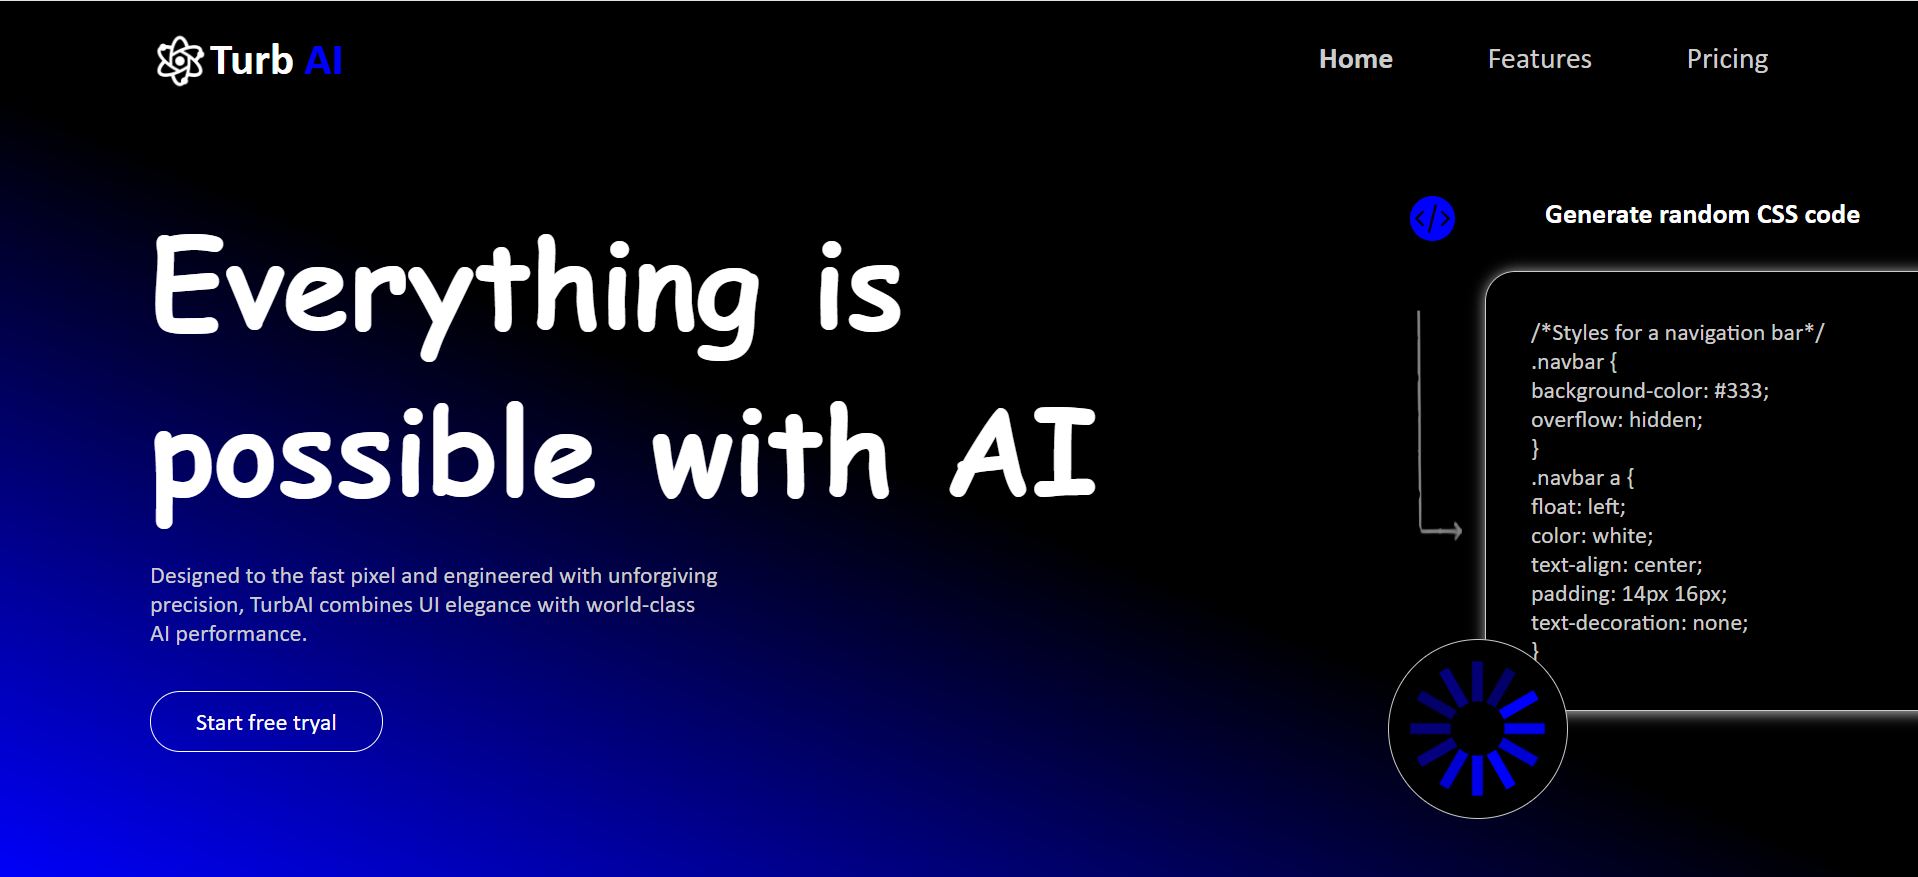 Turb AI
Home Features Pricing
Everything is
possible with AI
Designed to the fast pixel and engineered with unforgiving
precision, TurbAI combines UI elegance with world-class
AI performance.
Start free tryal
</>
Generate random CSS code
/*Styles for a navigation bar*/
.navbar {
background-color: #333;
overflow: hidden;
}
.navbar a {
float: left;
color: white;
text-align: center;
padding: 14px 16px;
text-decoration: none;
}